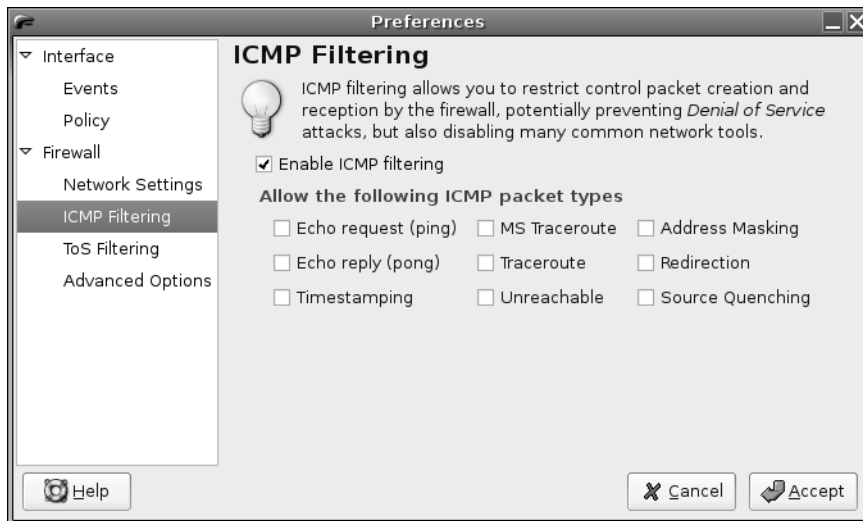 Preferences
Interface
Events
Policy
Firewall
Network Settings
ICMP Filtering
ToS Filtering
Advanced Options
ICMP Filtering
ICMP filtering allows you to restrict control packet creation and
reception by the firewall, potentially preventing Denial of Service
attacks, but also disabling many common network tools.
Enable ICMP filtering
Allow the following ICMP packet types
Echo request (ping) MS Traceroute Address Masking
Echo reply (pong) Traceroute Redirection
Timestamping Unreachable Source Quenching
Help Cancel Accept